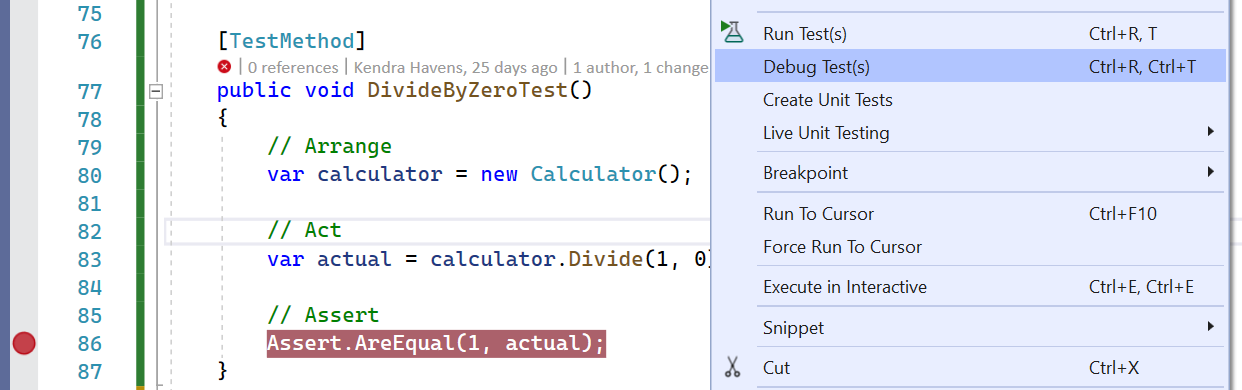 75
76 [TestMethod]
| 0 references | Kendra Havens, 25 days ago | 1 author, 1 change
77 public void DivideByZeroTest()
78 {
79 // Arrange
80 var calculator = new Calculator();
81
82 // Act
83 var actual = calculator.Divide(1, 0)
84
85 // Assert
86 Assert.AreEqual(1, actual);
87 }
Run Test(s) Ctrl+R, T
Debug Test(s) Ctrl+R, Ctrl+T
Create Unit Tests
Live Unit Testing
Breakpoint
Run To Cursor Ctrl+F10
Force Run To Cursor
Execute in Interactive Ctrl+E, Ctrl+E
Snippet
Cut Ctrl+X